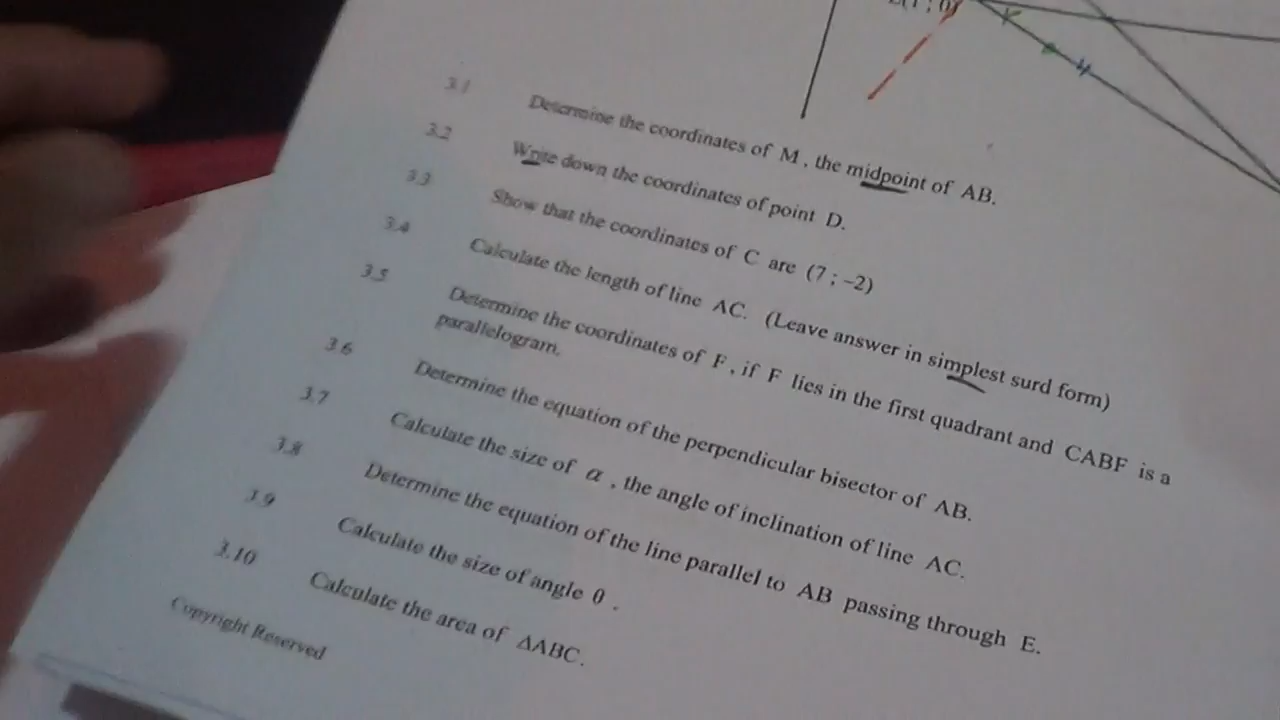 E(1 ; 0)
3.1 Determine the coordinates of M , the midpoint of AB.
3.2 Write down the coordinates of point D.
3.3 Show that the coordinates of C are (7 ; –2)
3.4 Calculate the length of line AC. (Leave answer in simplest surd form)
3.5 Determine the coordinates of F , if F lies in the first quadrant and CABF is a
parallelogram.
3.6 Determine the equation of the perpendicular bisector of AB.
3.7 Calculate the size of α , the angle of inclination of line AC.
3.8 Determine the equation of the line parallel to AB passing through E.
3.9 Calculate the size of angle θ .
3.10 Calculate the area of ΔABC.
Copyright Reserved